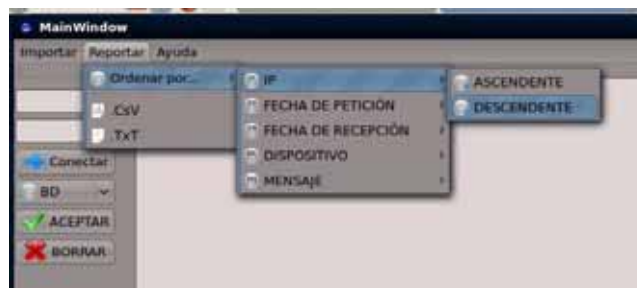 MainWindow
Importar Reportar Ayuda
Ordenar por...
.CsV
.TxT
IP
FECHA DE PETICIÓN
FECHA DE RECEPCIÓN
DISPOSITIVO
MENSAJE
ASCENDENTE
DESCENDENTE
Conectar
BD
ACEPTAR
BORRAR